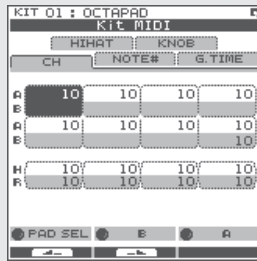 KIT 01 : OCTAPAD
Kit MIDI
HIHAT KNOB
CH NOTE# G.TIME
A 10 10 10 10
B
A 10 10 10 10
B 10
H 10 10 10 10
R 10 10 10 10
PAD SEL B A